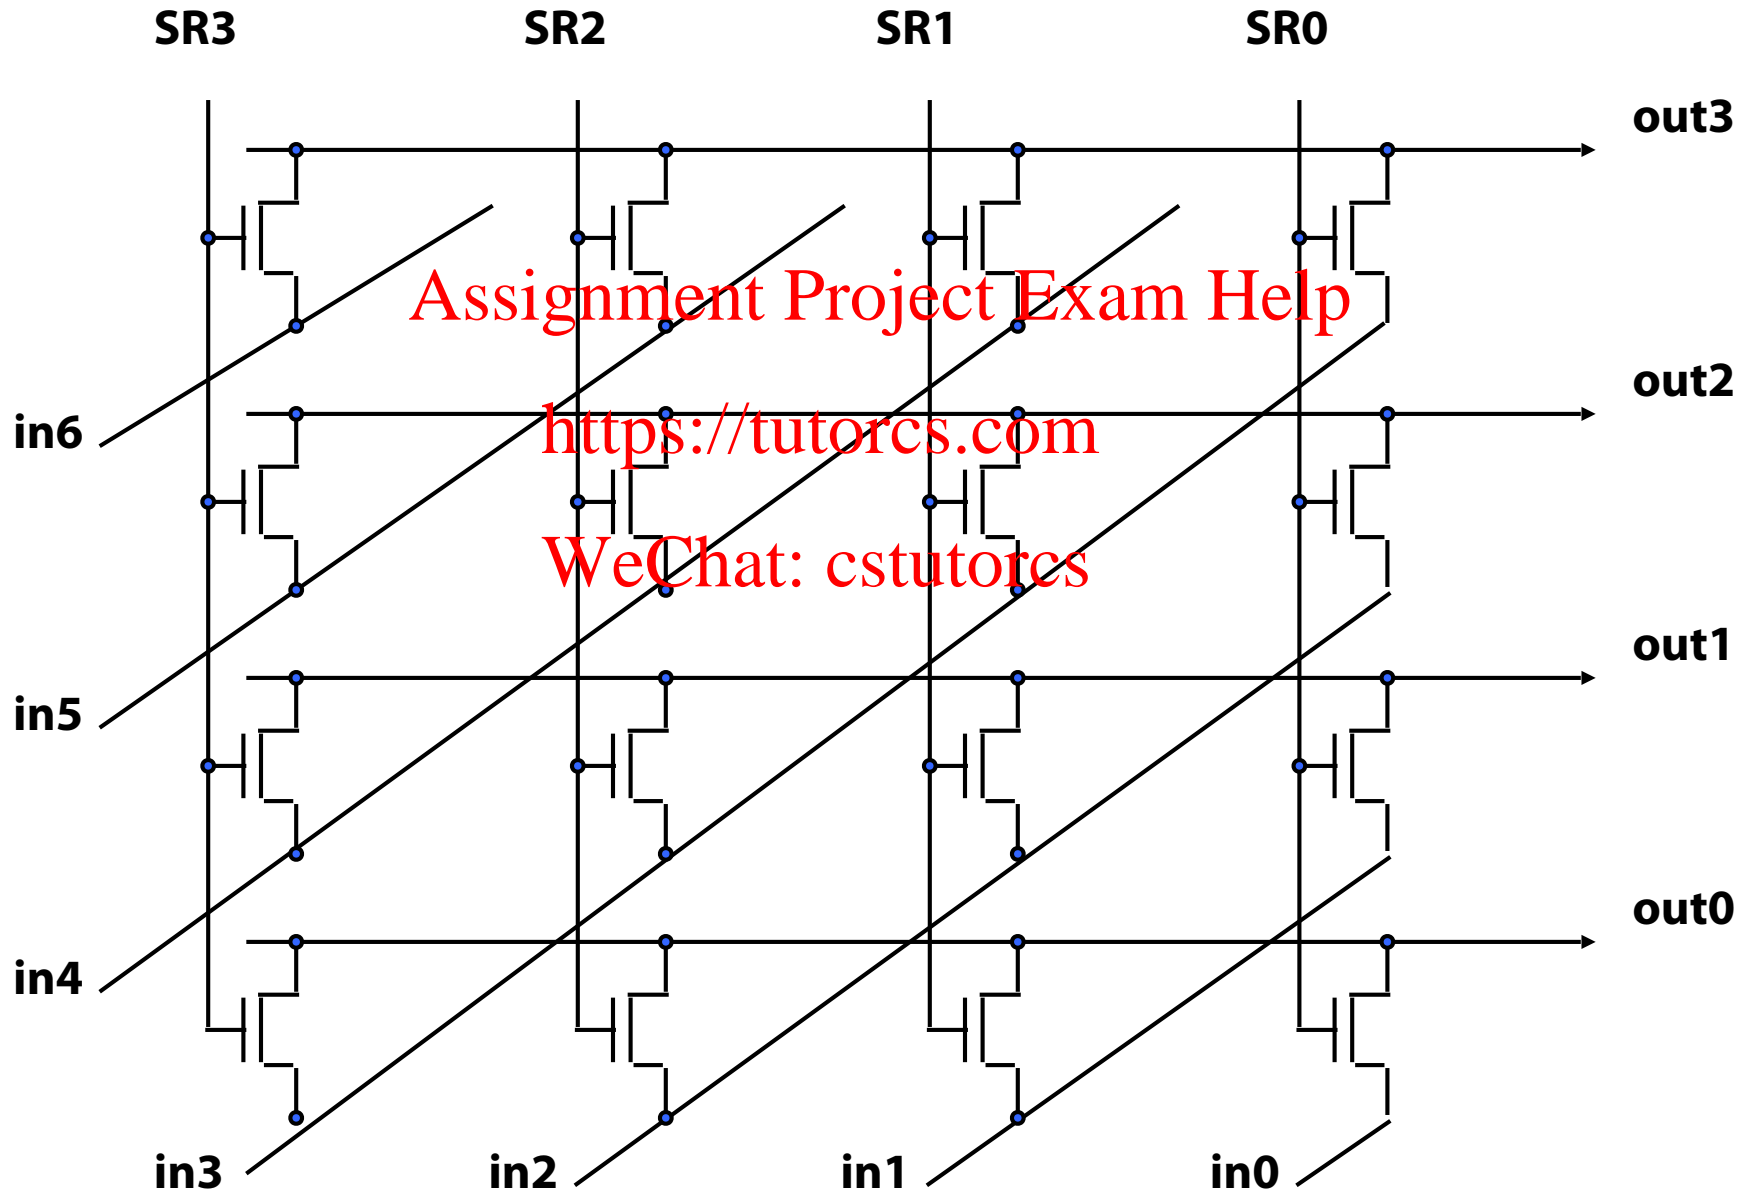 SR3 SR2 SR1 SR0
out3
Assignment Project Exam Help
out2
in6
https://tutorcs.com
WeChat: cstutorcs
out1
in5
out0
in4
in3 in2 in1 in0